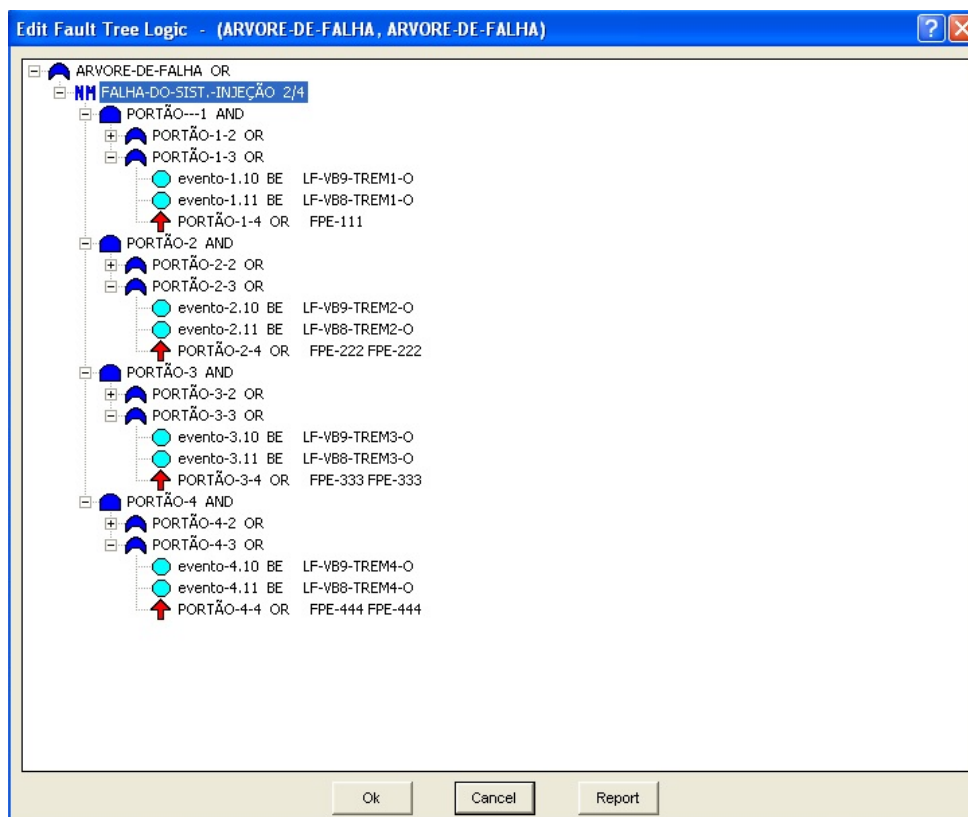 Edit Fault Tree Logic - (ARVORE-DE-FALHA, ARVORE-DE-FALHA)
ARVORE-DE-FALHA OR
NM FALHA-DO-SIST.-INJEÇÃO 2/4
PORTÃO---1 AND
PORTÃO-1-2 OR
PORTÃO-1-3 OR
evento-1.10 BE LF-VB9-TREM1-O
evento-1.11 BE LF-VB8-TREM1-O
PORTÃO-1-4 OR FPE-111
PORTÃO-2 AND
PORTÃO-2-2 OR
PORTÃO-2-3 OR
evento-2.10 BE LF-VB9-TREM2-O
evento-2.11 BE LF-VB8-TREM2-O
PORTÃO-2-4 OR FPE-222 FPE-222
PORTÃO-3 AND
PORTÃO-3-2 OR
PORTÃO-3-3 OR
evento-3.10 BE LF-VB9-TREM3-O
evento-3.11 BE LF-VB8-TREM3-O
PORTÃO-3-4 OR FPE-333 FPE-333
PORTÃO-4 AND
PORTÃO-4-2 OR
PORTÃO-4-3 OR
evento-4.10 BE LF-VB9-TREM4-O
evento-4.11 BE LF-VB8-TREM4-O
PORTÃO-4-4 OR FPE-444 FPE-444
Ok Cancel Report